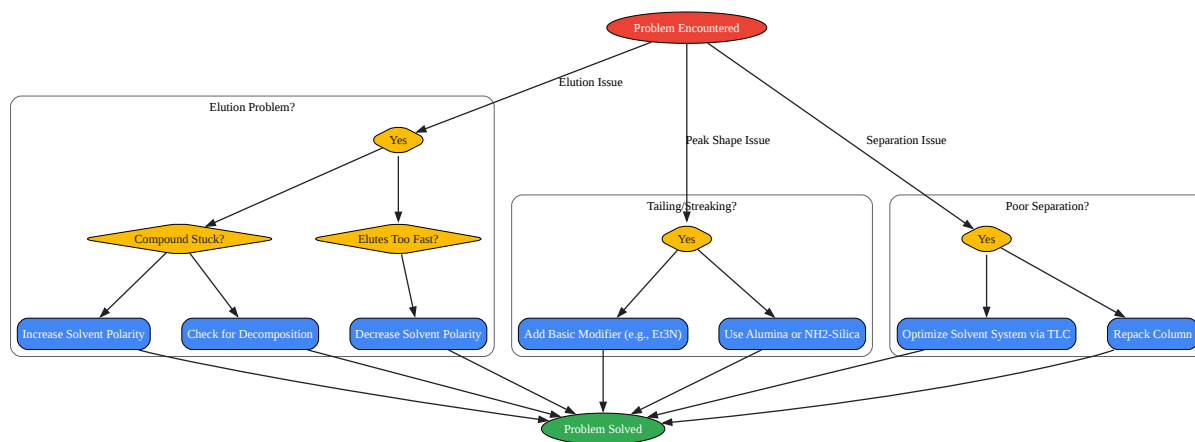 Problem Encountered
Elution Issue
Elution Problem?
Yes
Peak Shape Issue
Separation Issue
Tailing/Streaking?
Poor Separation?
Compound Stuck?
Elutes Too Fast?
Yes
Yes
Increase Solvent Polarity
Check for Decomposition
Decrease Solvent Polarity
Add Basic Modifier (e.g., Et3N)
Use Alumina or NH2-Silica
Optimize Solvent System via TLC
Repack Column
Problem Solved